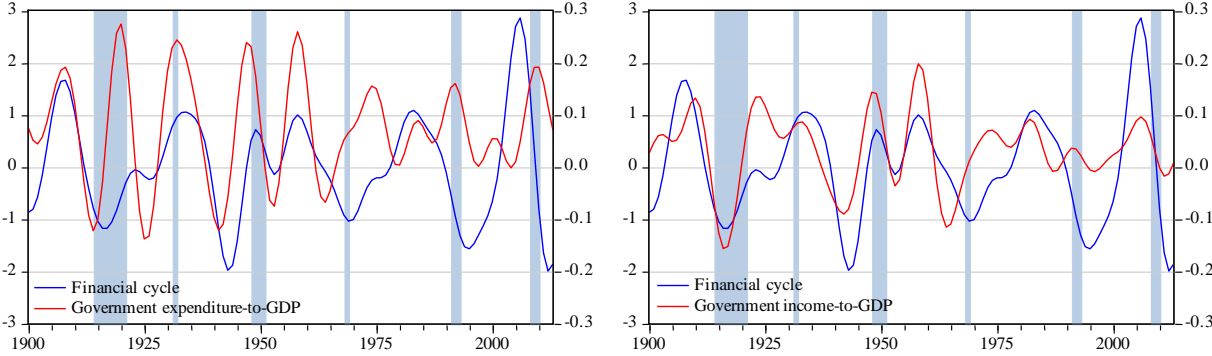 3 0.3 3 0.3
2 0.2 2 0.2
1 0.1 1 0.1
0 0.0 0 0.0
-1 -0.1 -1 -0.1
-2 -0.2 -2 -0.2
Financial cycle Financial cycle
Government expenditure-to-GDP Government income-to-GDP
-3 -0.3 -3 -0.3
1900 1925 1950 1975 2000 1900 1925 1950 1975 2000